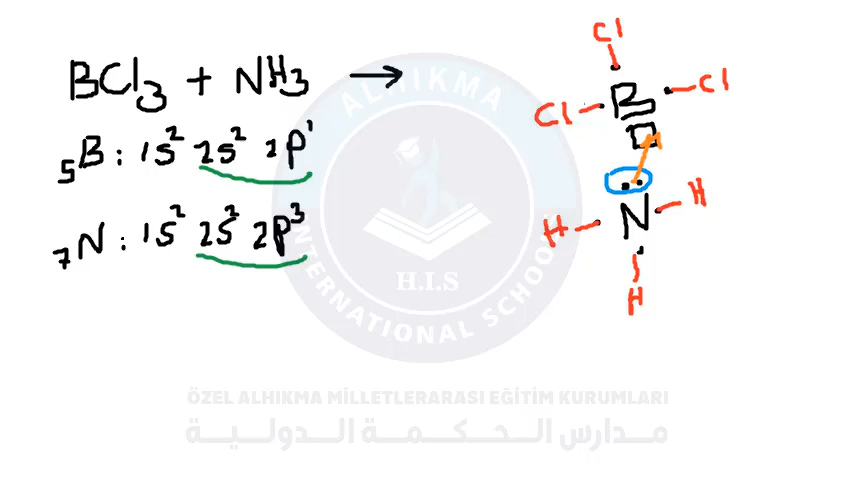 BCl₃ + NH₃ →
₅B: 1s² 2s² 2p¹
₇N: 1s² 2s² 2p³
Cl
Cl B Cl
N
H H
H
ALHIKMA
INTERNATIONAL SCHOOL
H.I.S
ÖZEL ALHIKMA MİLLETLERARASI EĞİTİM KURUMLARI
مدارس الحكمة الدولية